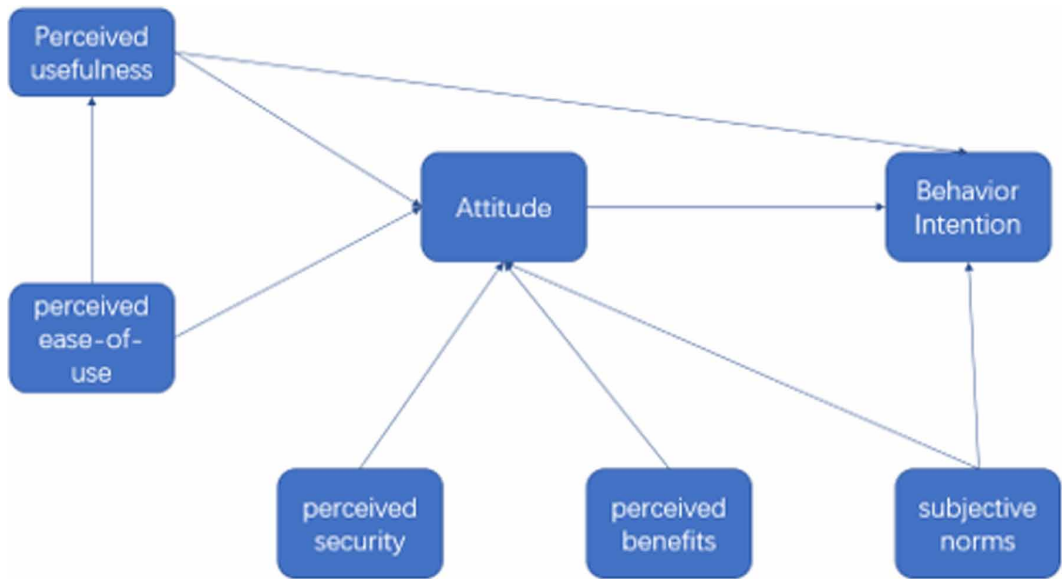 Perceived
usefulness
Attitude
Behavior
Intention
perceived
ease-of-
use
perceived
security
perceived
benefits
subjective
norms